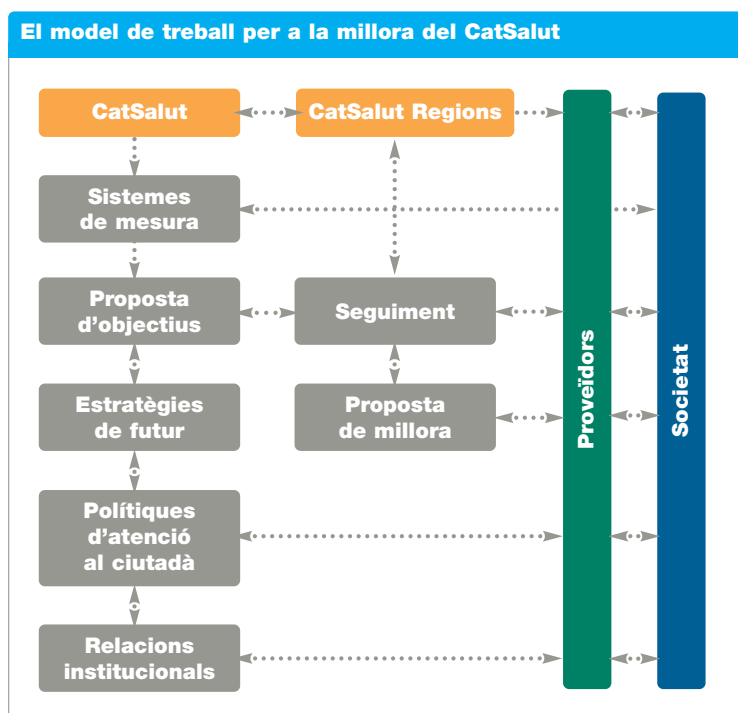 El model de treball per a la millora del CatSalut
CatSalut
CatSalut Regions
Sistemes
de mesura
Proposta
d’objectius
Seguiment
Estratègies
de futur
Proposta
de millora
Polítiques
d’atenció
al ciutadà
Relacions
institucionals
Proveïdors
Societat